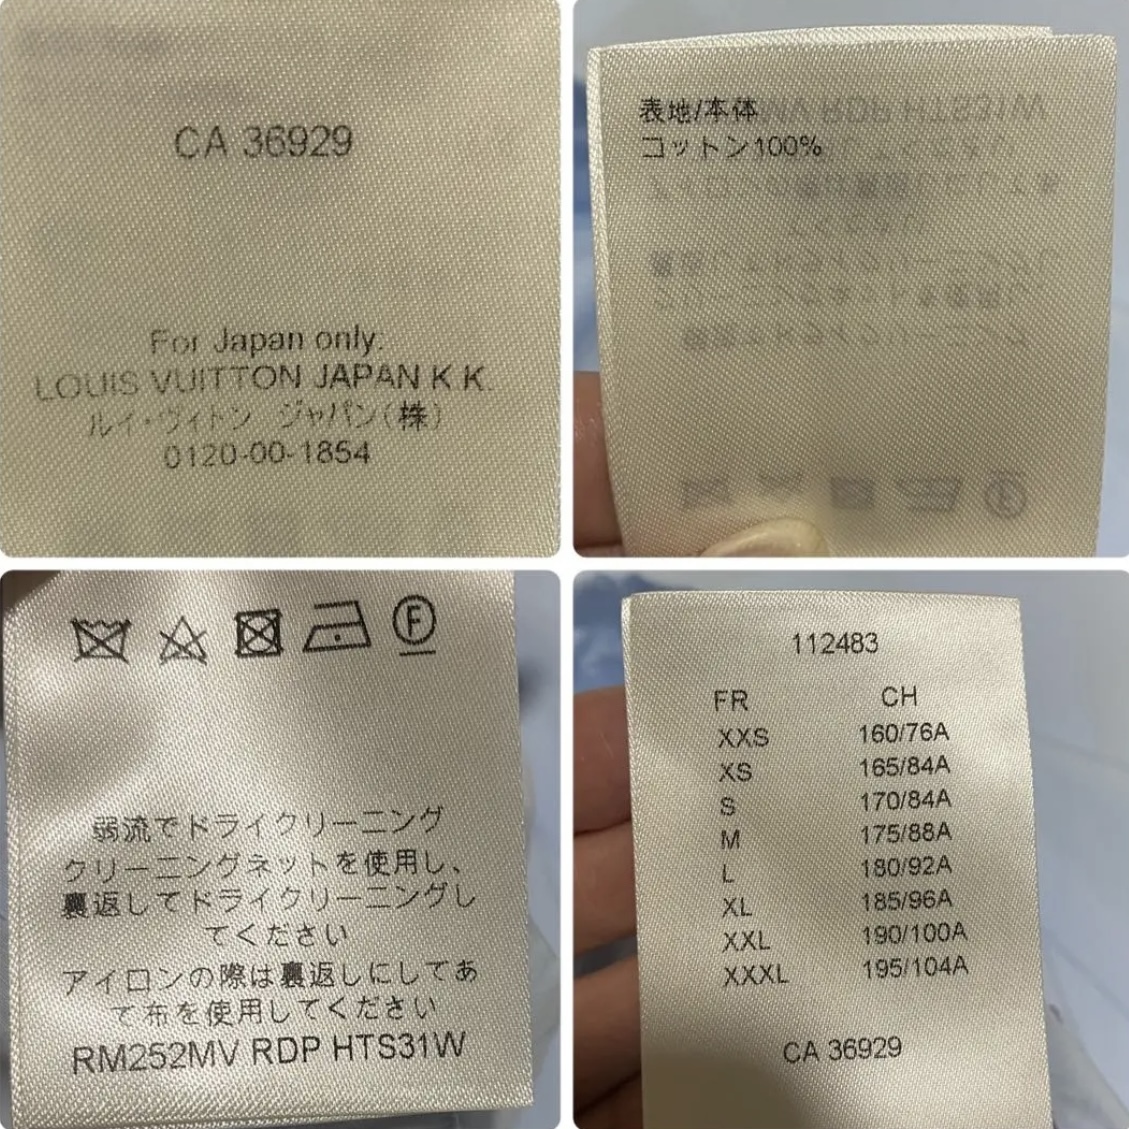 CA 36929
For Japan only:
LOUIS VUITTON JAPAN K K.
ルイ・ヴィトン ジャパン(株)
0120-00-1854
表地/本体
コットン100%
F
弱流でドライクリーニング
クリーニングネットを使用し、
裏返してドライクリーニングし
てください
アイロンの際は裏返しにしてあ
て布を使用してください
RM252MV RDP HTS31W
112483
FR CH
XXS 160/76A
XS 165/84A
S 170/84A
M 175/88A
L 180/92A
XL 185/96A
XXL 190/100A
XXXL 195/104A
CA 36929